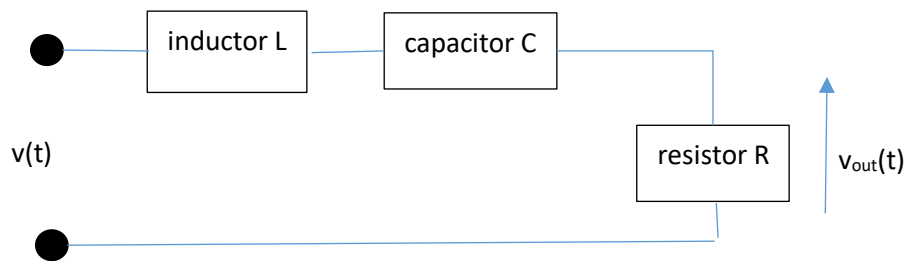 inductor L
capacitor C
v(t)
resistor R
vout(t)